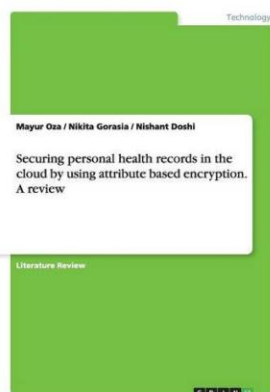 Technology
Mayur Oza / Nikita Gorasia / Nishant Doshi
Securing personal health records in the
cloud by using attribute based encryption.
A review
Literature Review